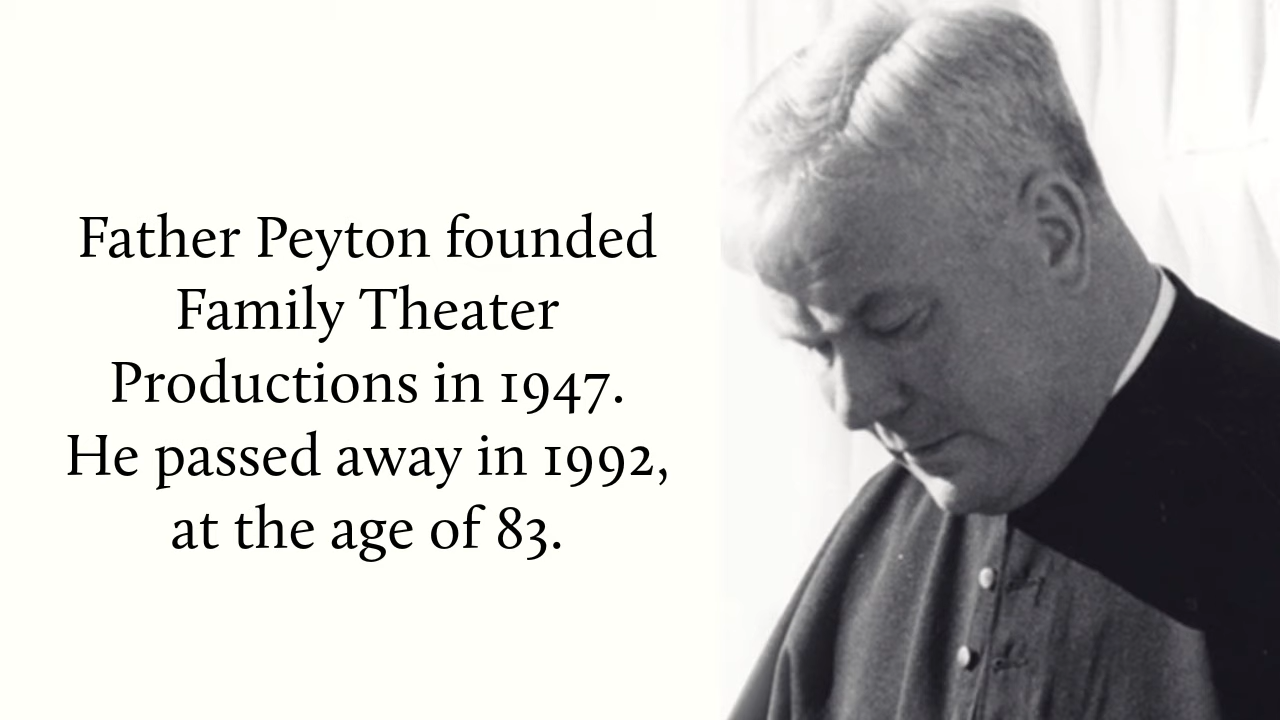 Father Peyton founded
Family Theater
Productions in 1947.
He passed away in 1992,
at the age of 83.